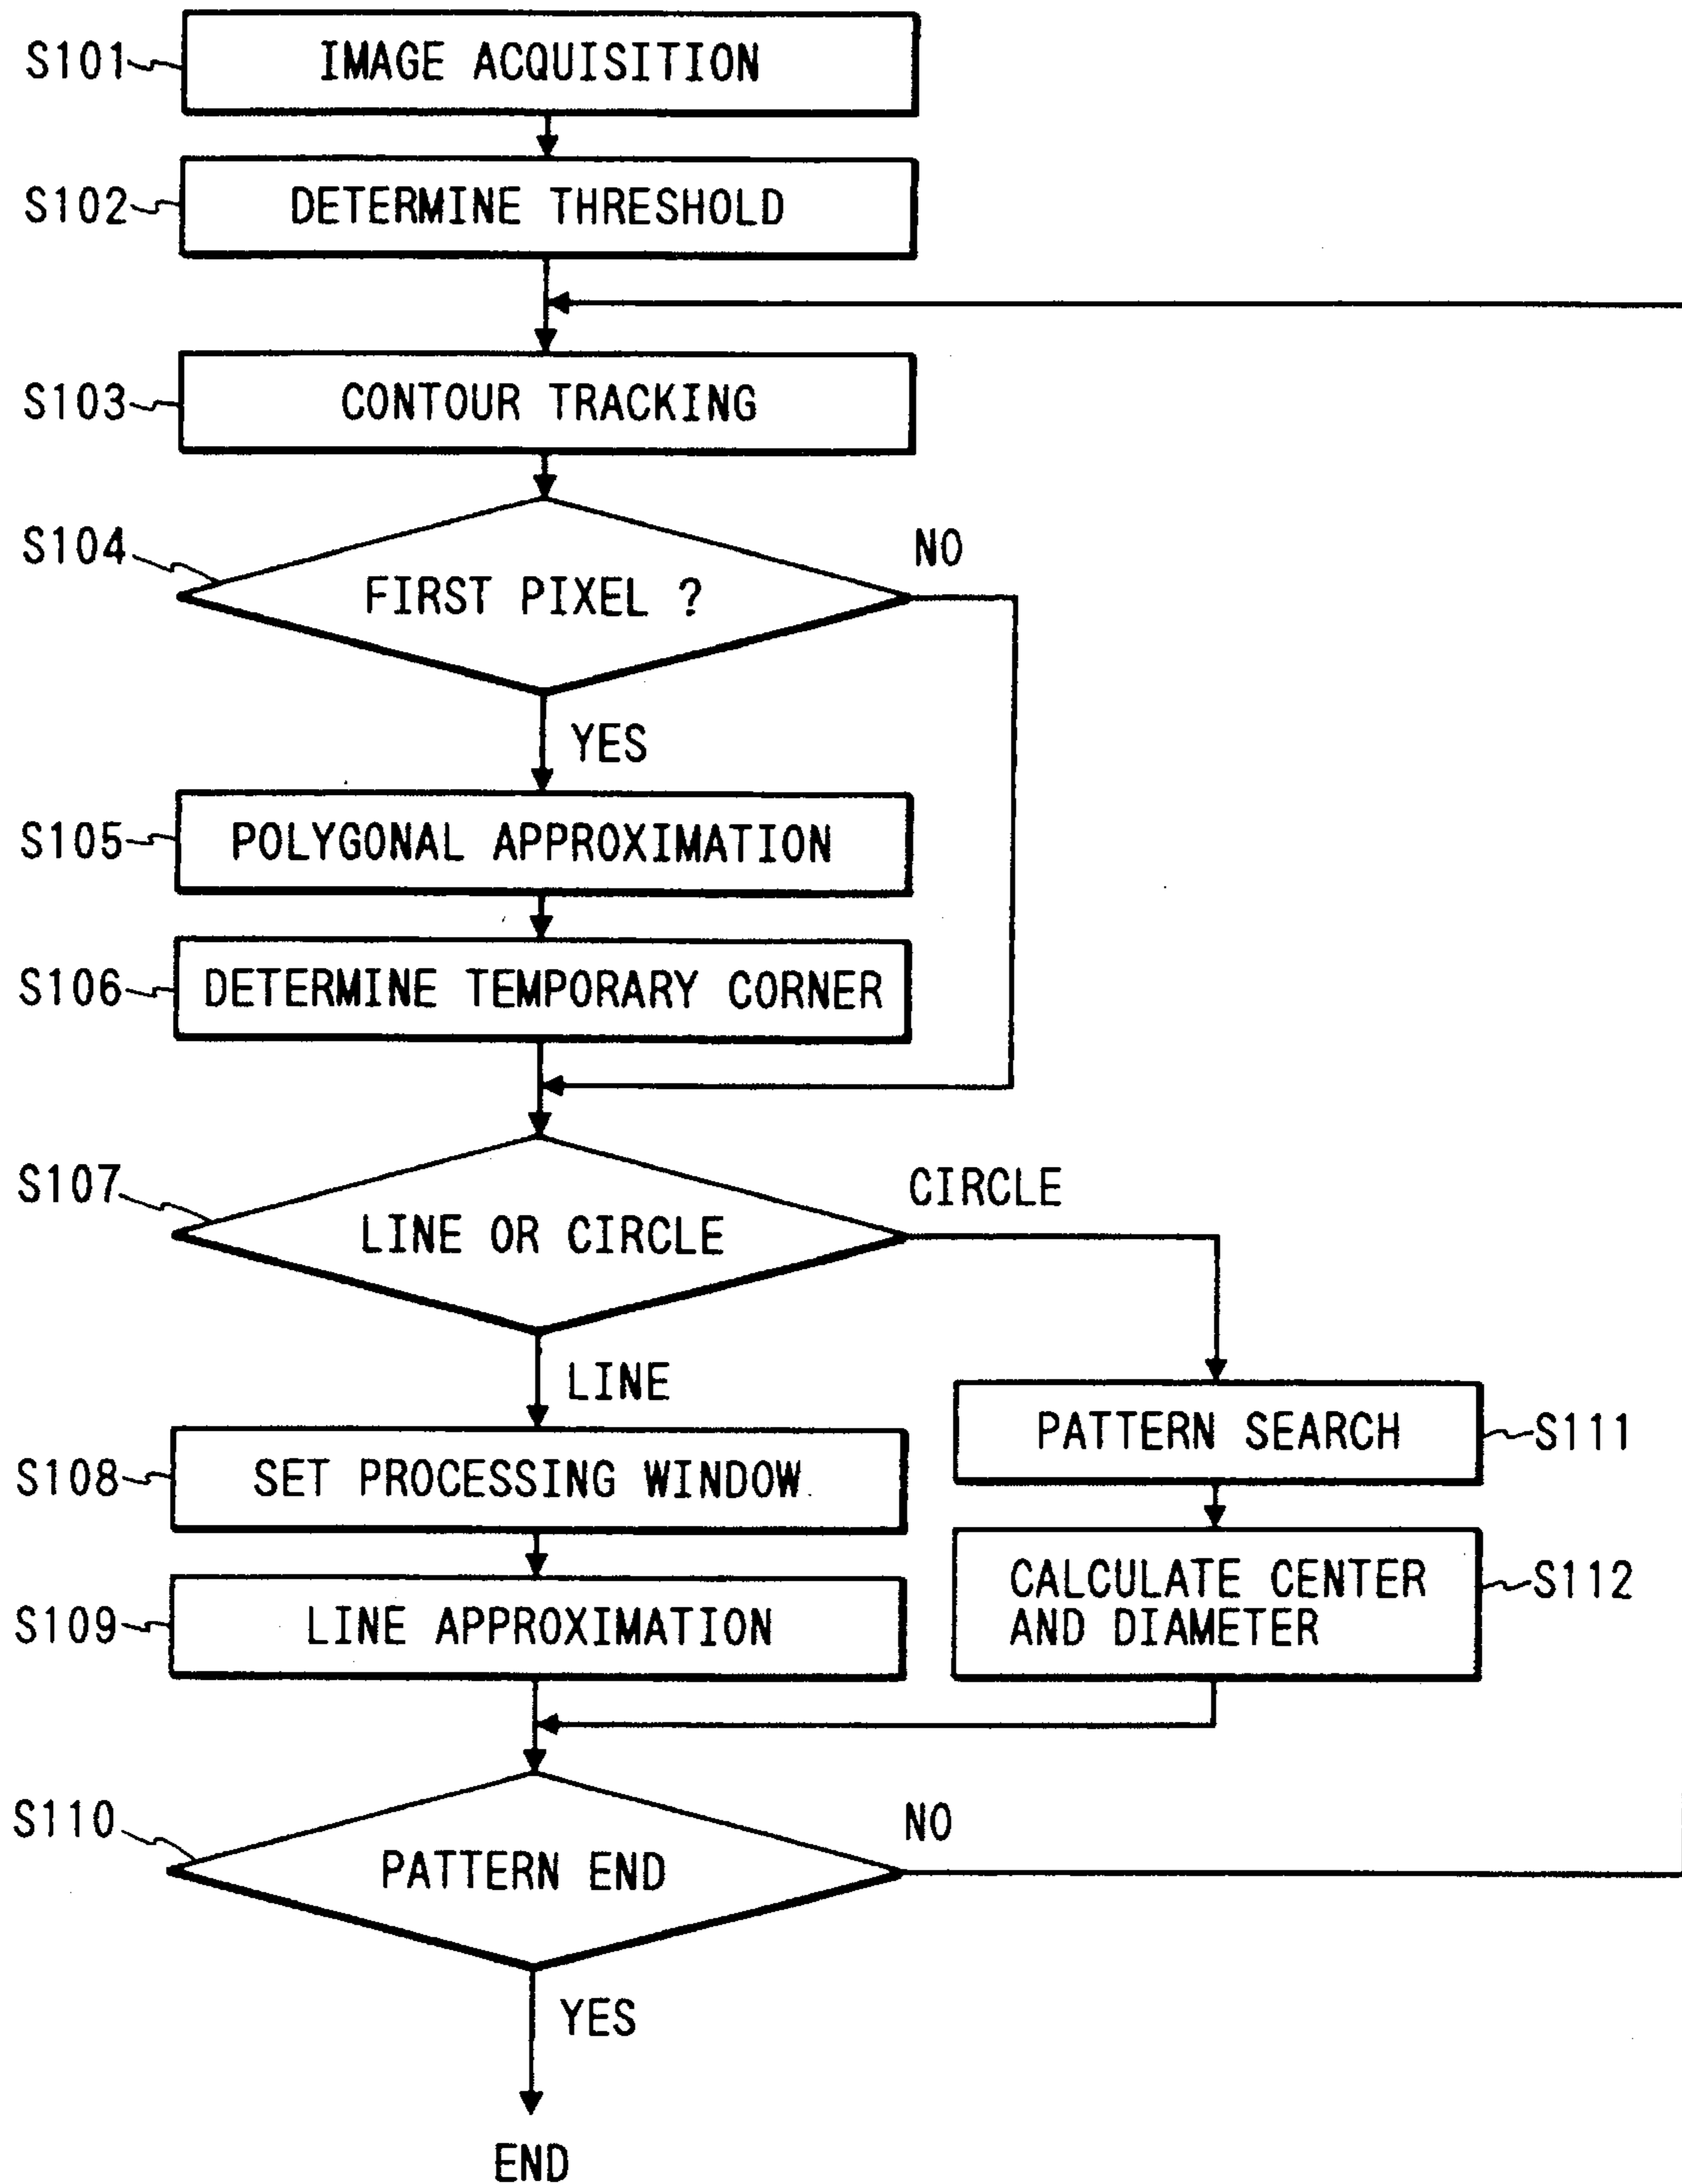 S101
IMAGE ACQUISITION
S102
DETERMINE THRESHOLD
S103
CONTOUR TRACKING
S104
FIRST PIXEL ?
NO
YES
S105
POLYGONAL APPROXIMATION
S106
DETERMINE TEMPORARY CORNER
S107
LINE OR CIRCLE
CIRCLE
LINE
S108
SET PROCESSING WINDOW
PATTERN SEARCH
S111
S109
LINE APPROXIMATION
CALCULATE CENTER
AND DIAMETER
S112
S110
PATTERN END
NO
YES
END